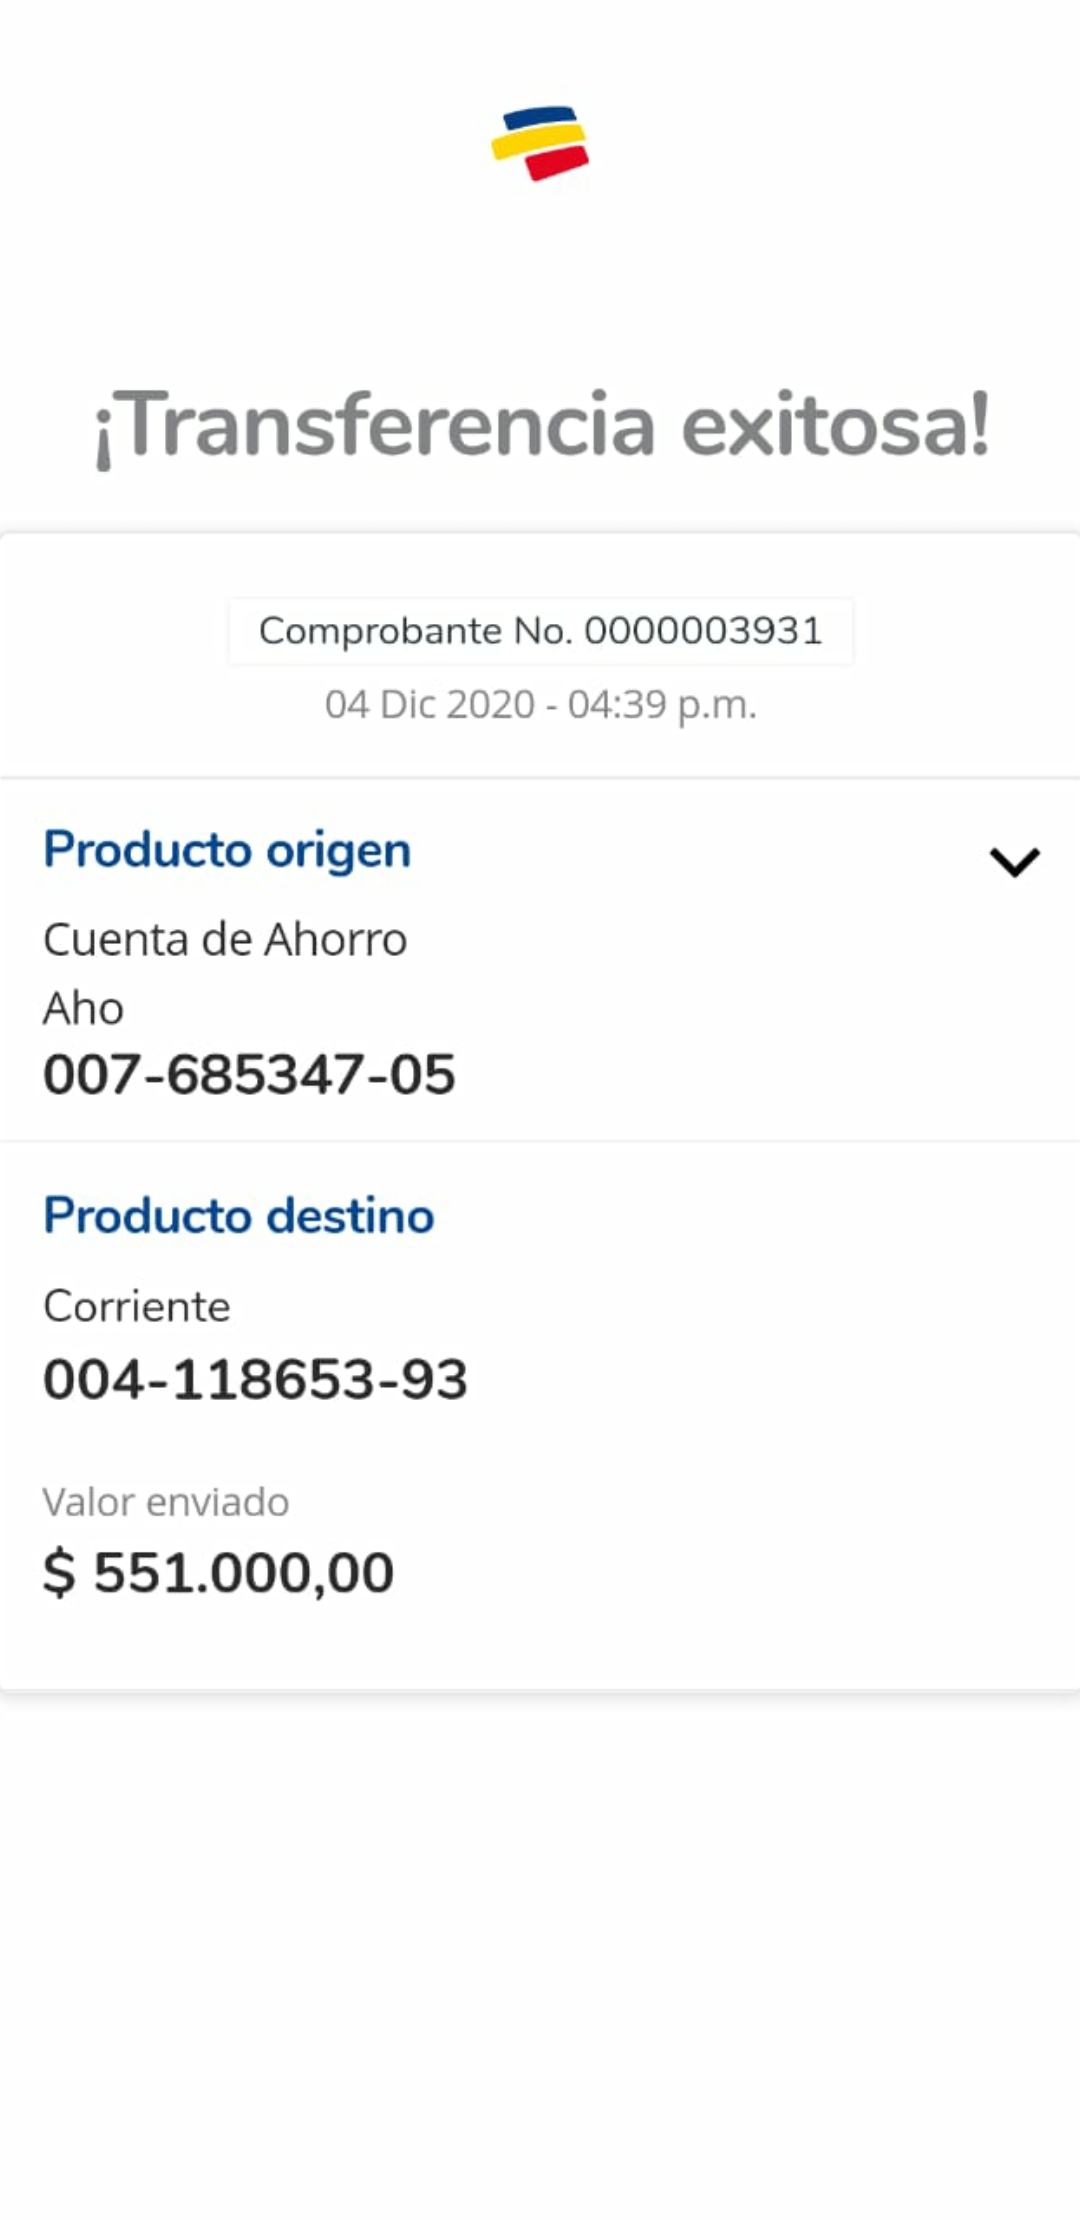 ¡Transferencia exitosa!
Comprobante No. 0000003931
04 Dic 2020 - 04:39 p.m.
Producto origen
Cuenta de Ahorro
Aho
007-685347-05
Producto destino
Corriente
004-118653-93
Valor enviado
$ 551.000,00